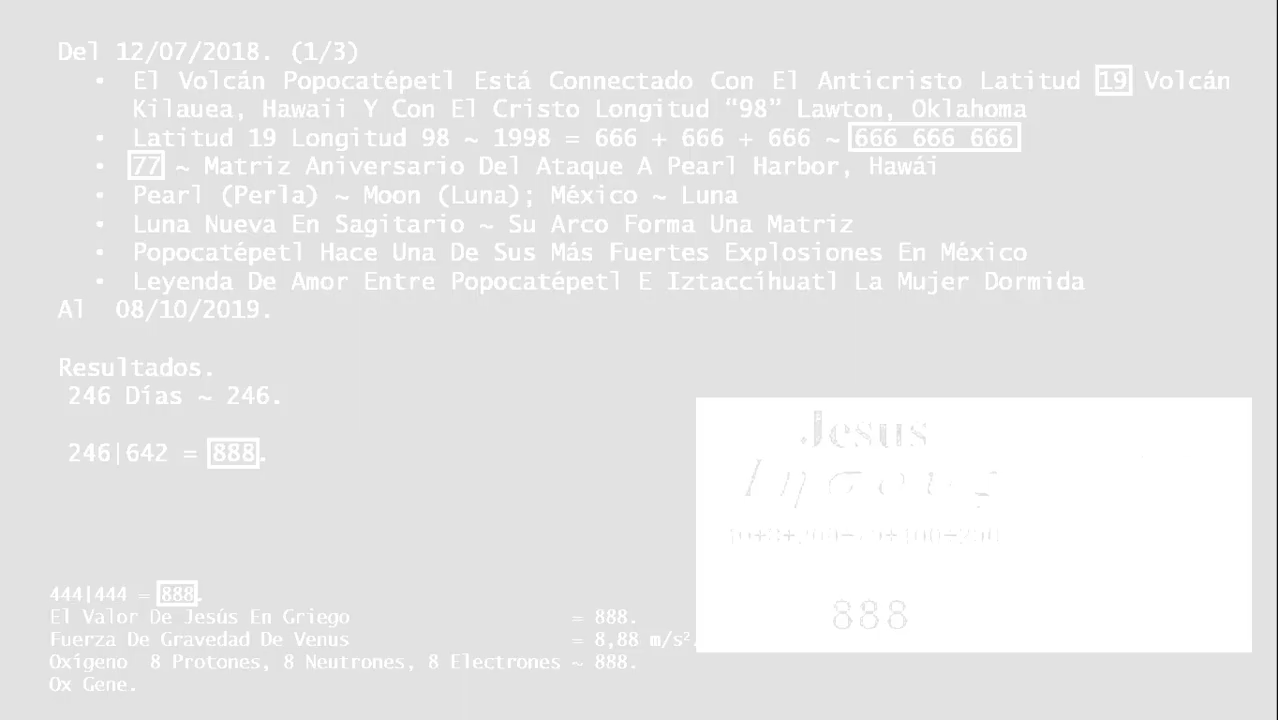 Del 12/07/2018. (1/3)
• El Volcán Popocatépetl Está Connectado Con El Anticristo Latitud 19 Volcán
Kilauea, Hawaii Y Con El Cristo Longitud “98” Lawton, Oklahoma
• Latitud 19 Longitud 98 ~ 1998 = 666 + 666 + 666 ~ 666 666 666
• 77 ~ Matriz Aniversario Del Ataque A Pearl Harbor, Hawái
• Pearl (Perla) ~ Moon (Luna); México ~ Luna
• Luna Nueva En Sagitario ~ Su Arco Forma Una Matriz
• Popocatépetl Hace Una De Sus Más Fuertes Explosiones En México
• Leyenda De Amor Entre Popocatépetl E Iztaccíhuatl La Mujer Dormida
Al 08/10/2019.
Resultados.
246 Días ~ 246.
246|642 = 888.
Jesus
Ιησους
888
444|444 = 888.
El Valor De Jesús En Griego = 888.
Fuerza De Gravedad De Venus = 8,88 m/s².
Oxígeno 8 Protones, 8 Neutrones, 8 Electrones ~ 888.
Ox Gene.